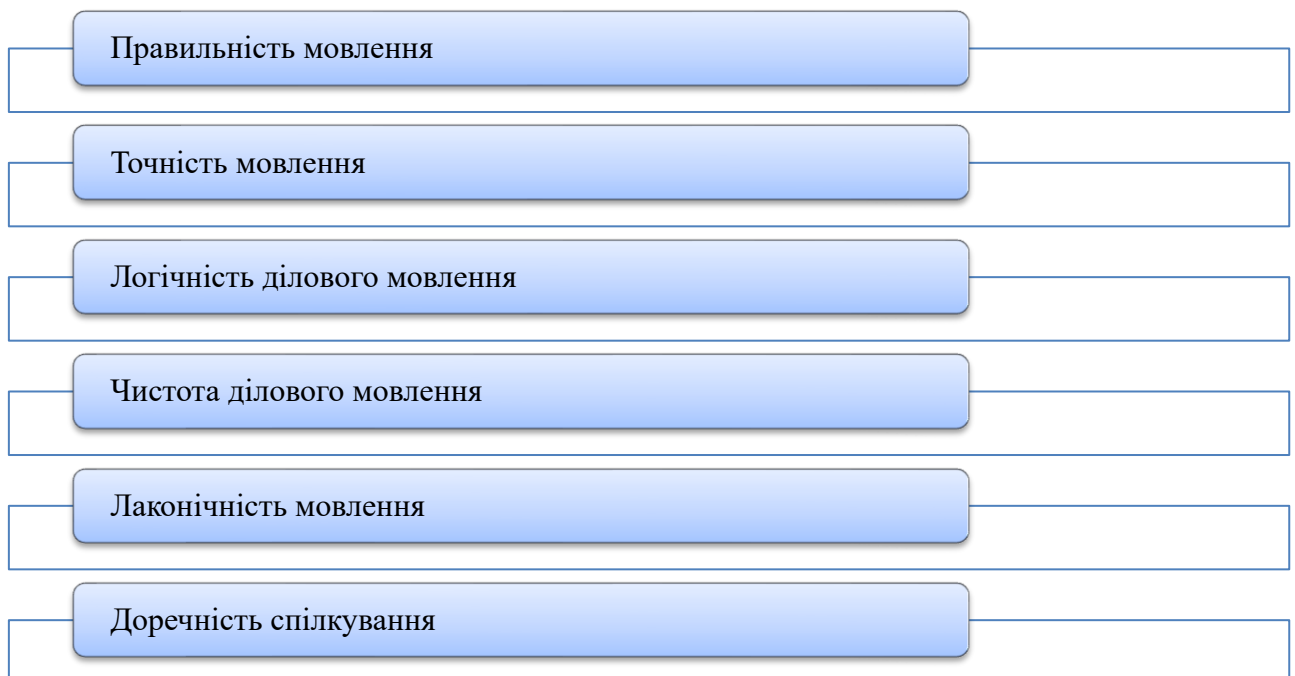 Правильність мовлення
Точність мовлення
Логічність ділового мовлення
Чистота ділового мовлення
Лаконічність мовлення
Доречність спілкування